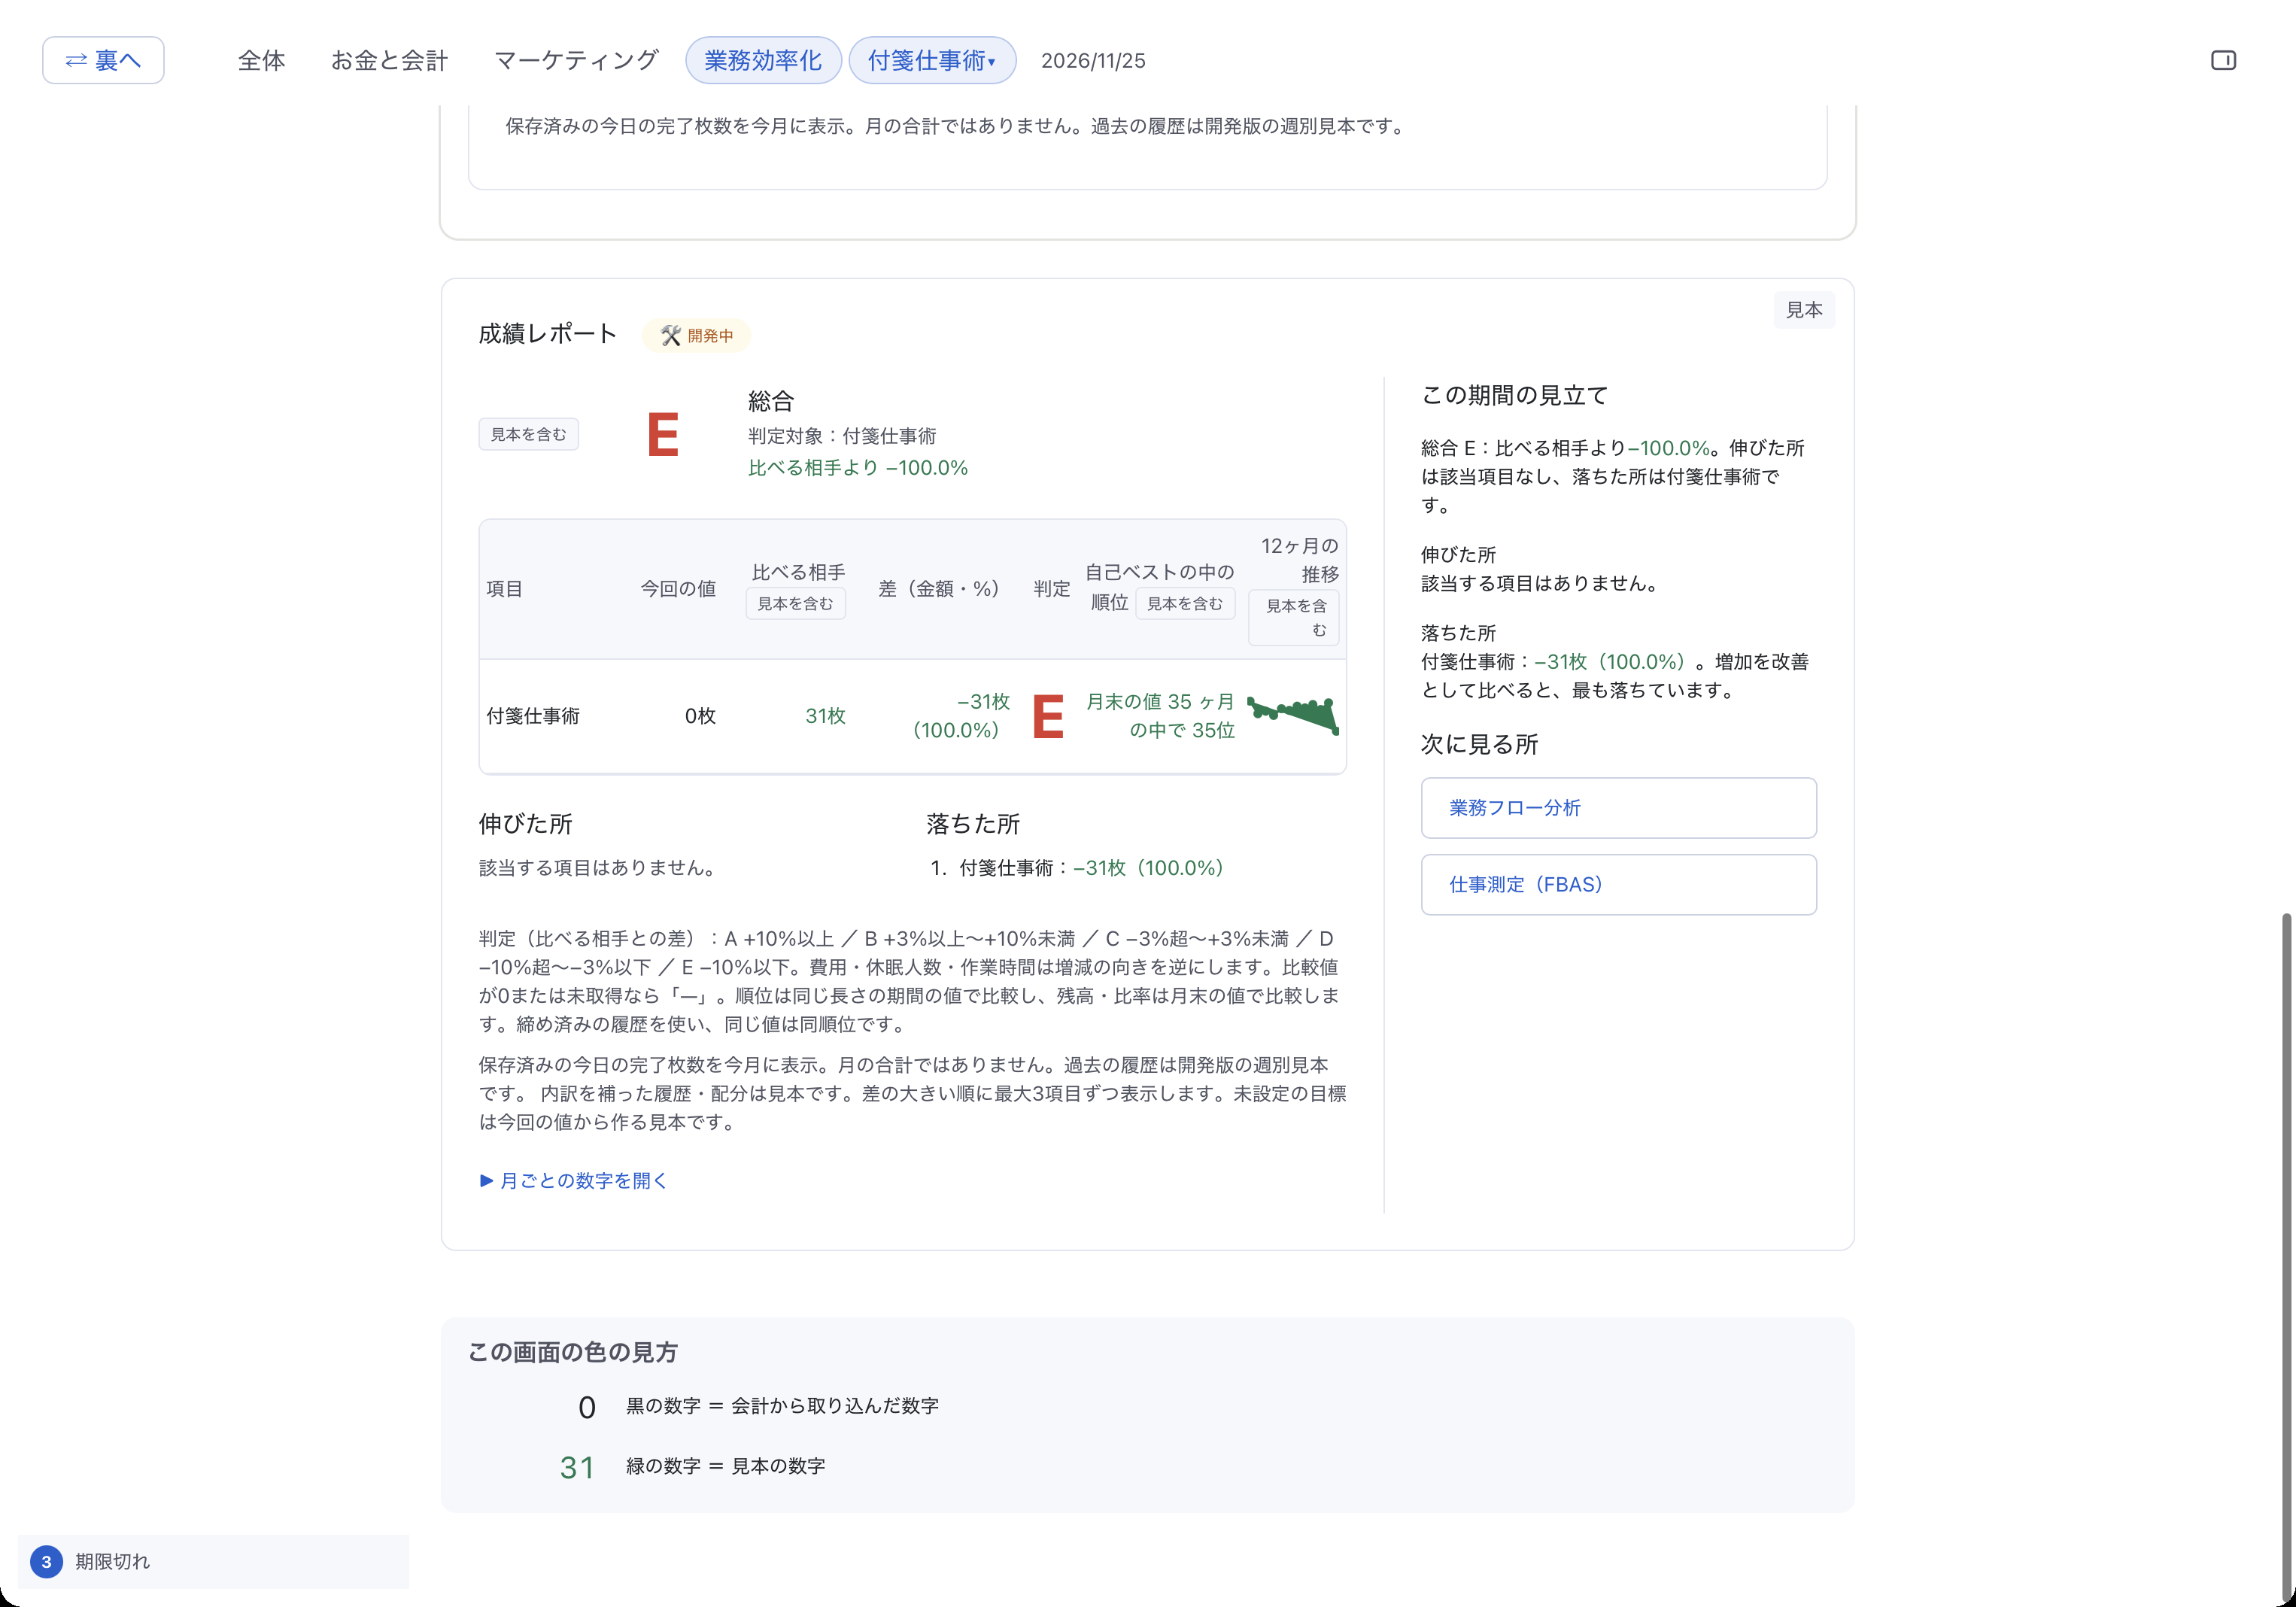 ⇄ 裏へ
全体
お金と会計
マーケティング
業務効率化
付箋仕事術▾
2026/11/25
保存済みの今日の完了枚数を今月に表示。月の合計ではありません。過去の履歴は開発版の週別見本です。
見本
成績レポート
🛠 開発中
見本を含む
E
総合
判定対象：付箋仕事術
比べる相手より −100.0%
項目
今回の値
比べる相手
見本を含む
差（金額・%）
判定
自己ベストの中の
順位 見本を含む
12ヶ月の
推移
見本を含
む
付箋仕事術
0枚
31枚
−31枚
（100.0%）
E
月末の値 35 ヶ月
の中で 35位
伸びた所
該当する項目はありません。
落ちた所
1. 付箋仕事術：−31枚（100.0%）
判定（比べる相手との差）：A +10%以上 ／ B +3%以上〜+10%未満 ／ C −3%超〜+3%未満 ／ D
−10%超〜−3%以下 ／ E −10%以下。費用・休眠人数・作業時間は増減の向きを逆にします。比較値
が0または未取得なら「—」。順位は同じ長さの期間の値で比較し、残高・比率は月末の値で比較しま
す。締め済みの履歴を使い、同じ値は同順位です。
保存済みの今日の完了枚数を今月に表示。月の合計ではありません。過去の履歴は開発版の週別見本
です。 内訳を補った履歴・配分は見本です。差の大きい順に最大3項目ずつ表示します。未設定の目標
は今回の値から作る見本です。
▶ 月ごとの数字を開く
この期間の見立て
総合 E：比べる相手より−100.0%。伸びた所
は該当項目なし、落ちた所は付箋仕事術で
す。
伸びた所
該当する項目はありません。
落ちた所
付箋仕事術：−31枚（100.0%）。増加を改善
として比べると、最も落ちています。
次に見る所
業務フロー分析
仕事測定（FBAS）
この画面の色の見方
0 黒の数字 ＝ 会計から取り込んだ数字
31 緑の数字 ＝ 見本の数字
3 期限切れ